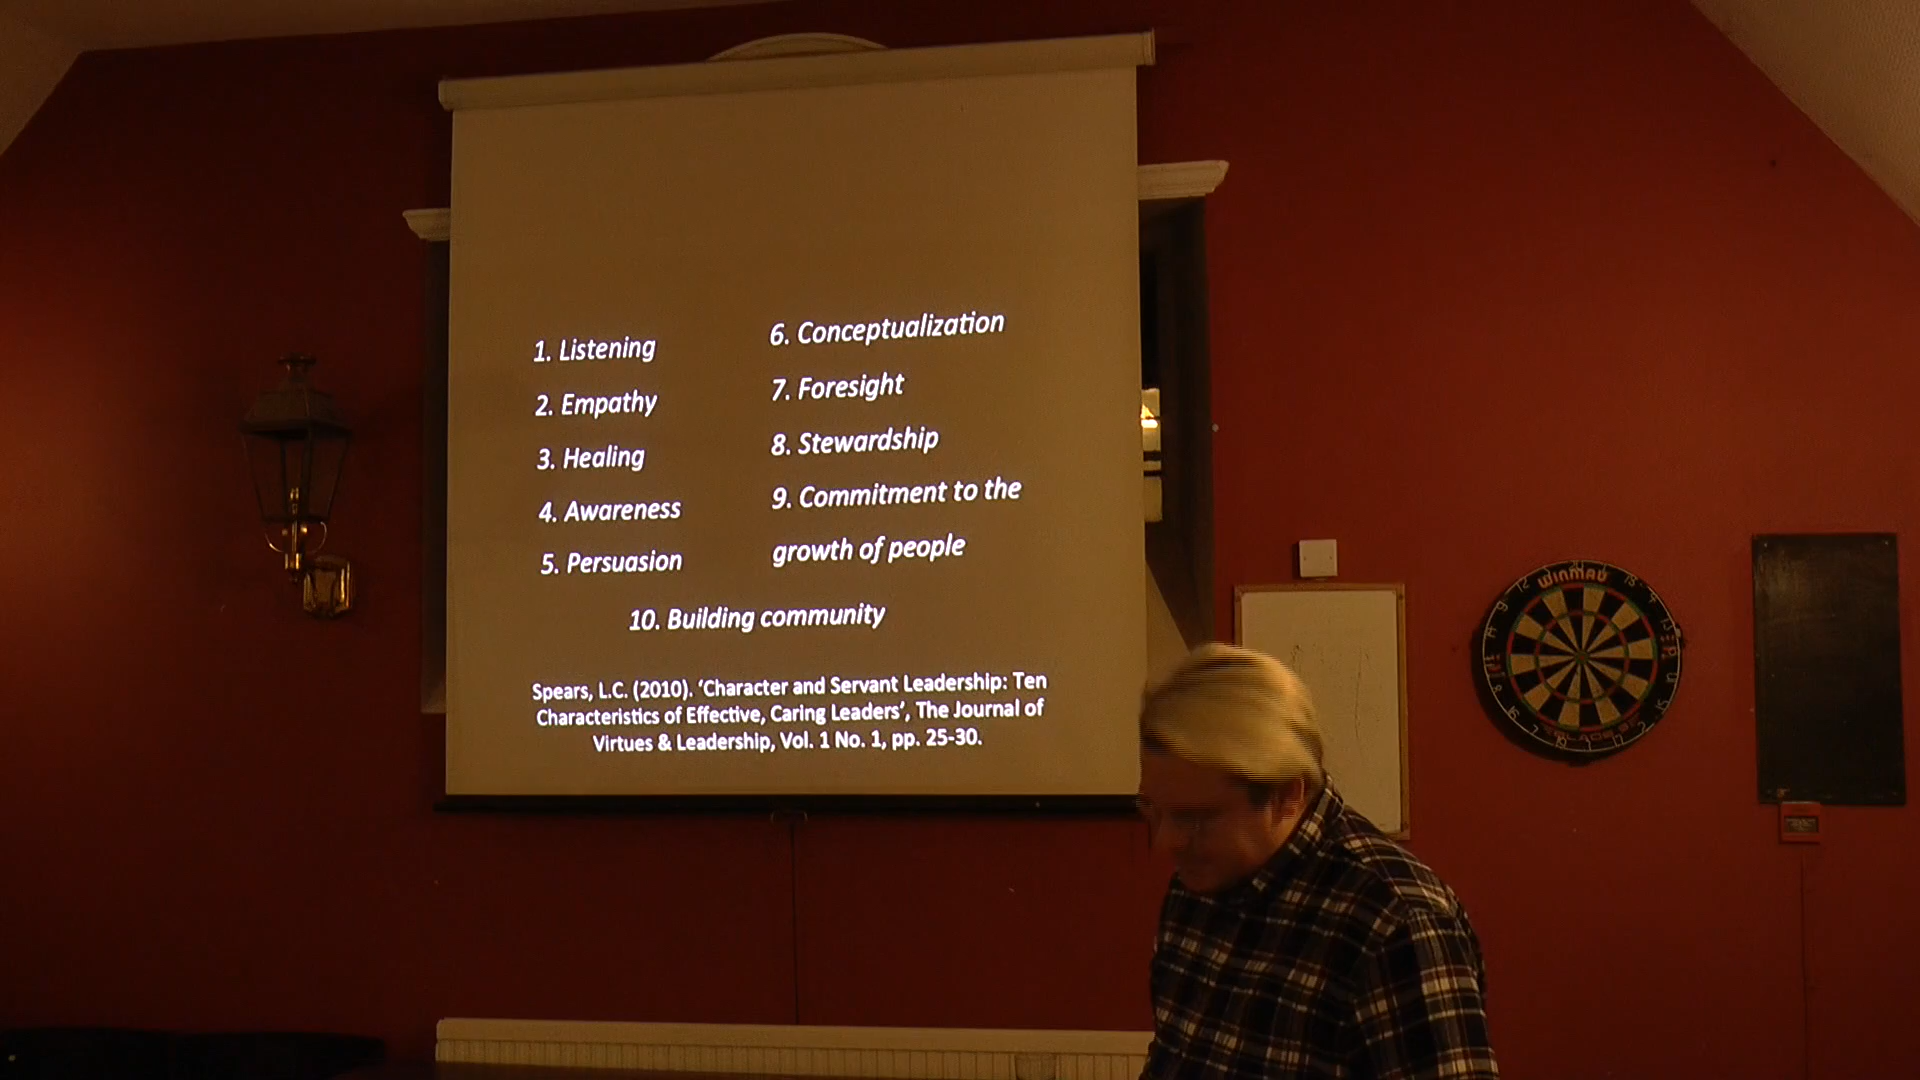 1. Listening
2. Empathy
3. Healing
4. Awareness
5. Persuasion
6. Conceptualization
7. Foresight
8. Stewardship
9. Commitment to the
growth of people
10. Building community
Spears, L.C. (2010). ‘Character and Servant Leadership: Ten
Characteristics of Effective, Caring Leaders’, The Journal of
Virtues & Leadership, Vol. 1 No. 1, pp. 25-30.
WINMAU